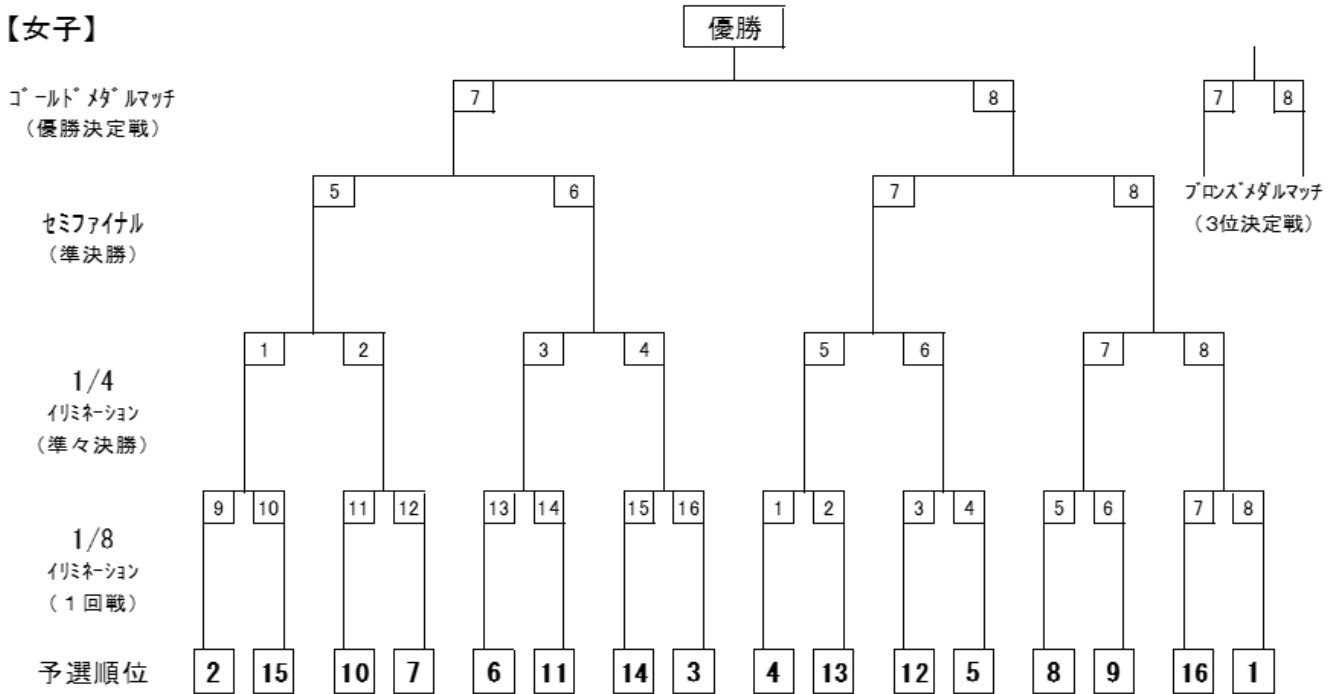 【女子】
優勝
ｺﾞｰﾙﾄﾞﾒﾀﾞﾙﾏｯﾁ
（優勝決定戦）
7 8
7 8
セミファイナル
（準決勝）
5 6 7 8
ﾌﾞﾛﾝｽﾞﾒﾀﾞﾙﾏｯﾁ
（3位決定戦）
1/4
ｲﾘﾐﾈｰｼｮﾝ
（準々決勝）
1 2 3 4 5 6 7 8
1/8
ｲﾘﾐﾈｰｼｮﾝ
（１回戦）
9 10 11 12 13 14 15 16 1 2 3 4 5 6 7 8
予選順位 2 15 10 7 6 11 14 3 4 13 12 5 8 9 16 1